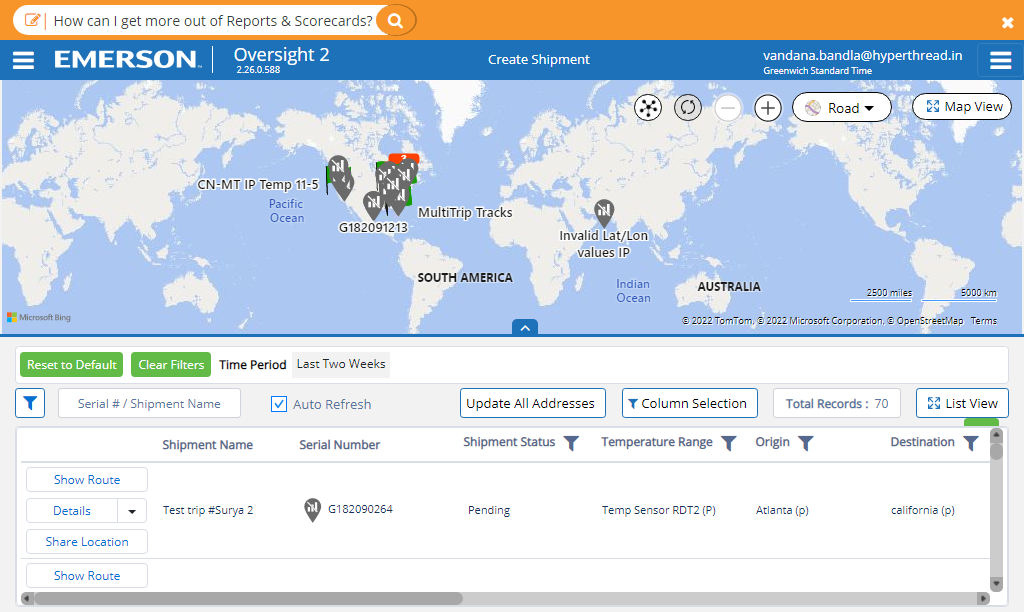 How can I get more out of Reports & Scorecards?
EMERSON
Oversight 2
2.26.0.588
Create Shipment
vandana.bandla@hyperthread.in
Greenwich Standard Time
Road
Map View
CN-MT IP Temp 11-5
Pacific
Ocean
G182091213
MultiTrip Tracks
Invalid Lat/Lon
values IP
SOUTH AMERICA
Indian
Ocean
AUSTRALIA
2500 miles
5000 km
Microsoft Bing
© 2022 TomTom, © 2022 Microsoft Corporation, © OpenStreetMap Terms
Reset to Default
Clear Filters
Time Period
Last Two Weeks
Serial # / Shipment Name
Auto Refresh
Update All Addresses
Column Selection
Total Records : 70
List View
Shipment Name
Serial Number
Shipment Status
Temperature Range
Origin
Destination
Show Route
Details
Share Location
Test trip #Surya 2
G182090264
Pending
Temp Sensor RDT2 (P)
Atlanta (p)
california (p)
Show Route